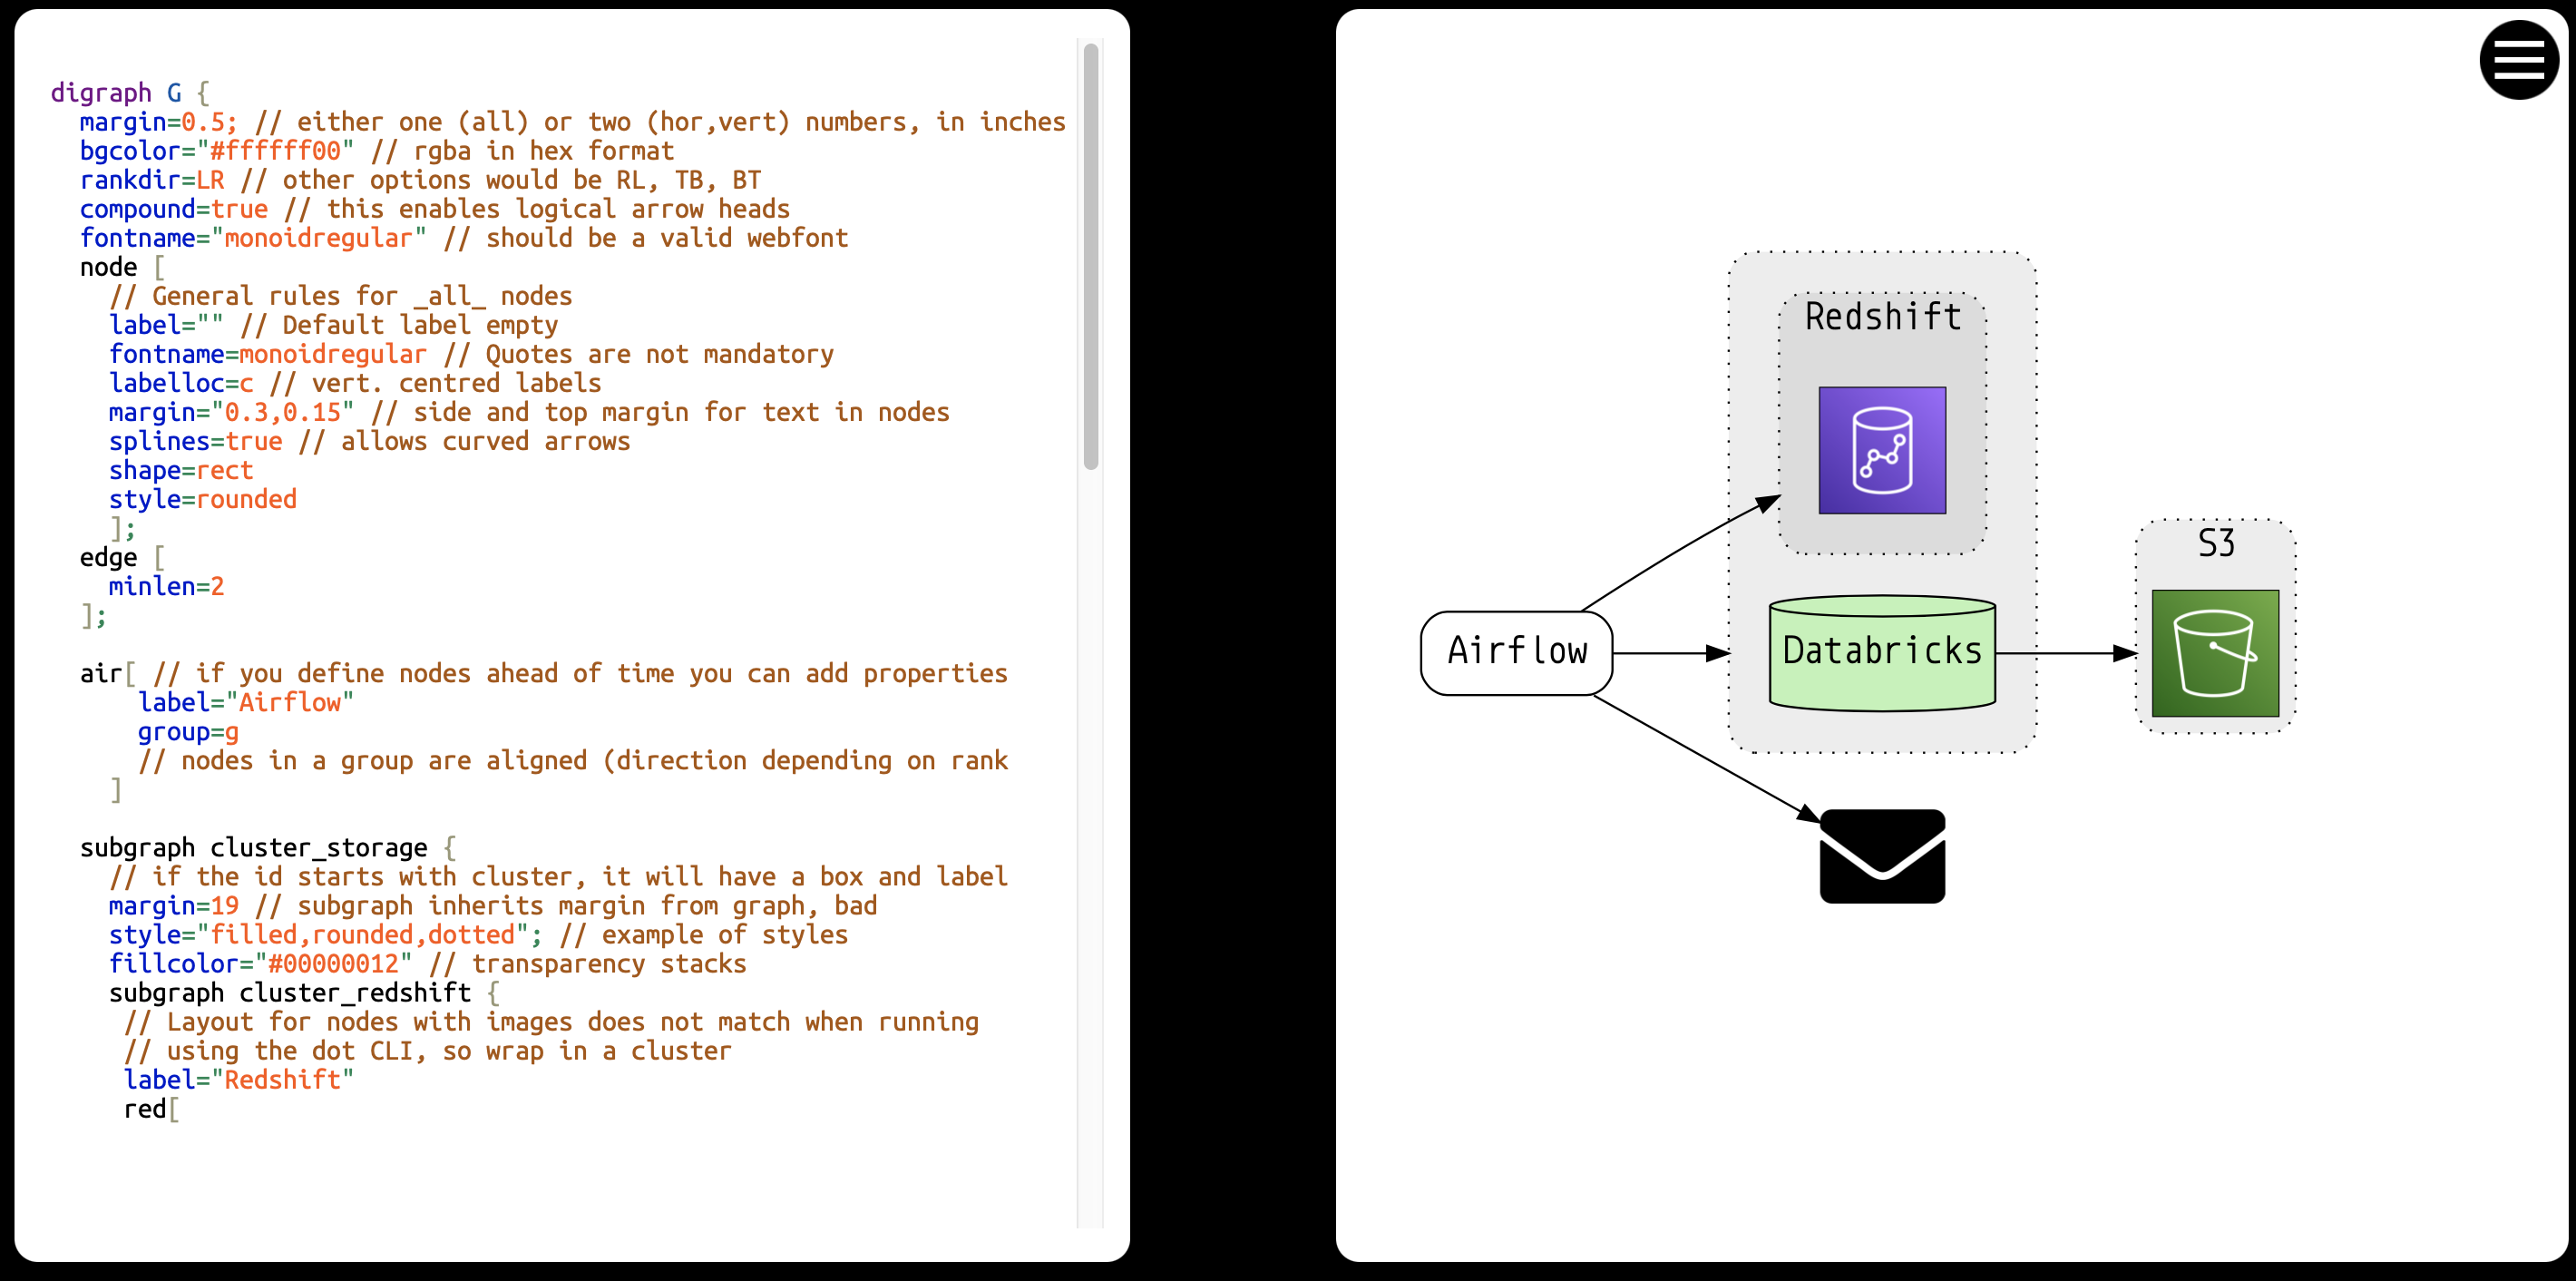 digraph G {
margin=0.5; // either one (all) or two (hor,vert) numbers, in inches
bgcolor="#ffffff00" // rgba in hex format
rankdir=LR // other options would be RL, TB, BT
compound=true // this enables logical arrow heads
fontname="monoidregular" // should be a valid webfont
node [
// General rules for _all_ nodes
label="" // Default label empty
fontname=monoidregular // Quotes are not mandatory
labelloc=c // vert. centred labels
margin="0.3,0.15" // side and top margin for text in nodes
splines=true // allows curved arrows
shape=rect
style=rounded
];
edge [
minlen=2
];
air[ // if you define nodes ahead of time you can add properties
label="Airflow"
group=g
// nodes in a group are aligned (direction depending on rank
]
subgraph cluster_storage {
// if the id starts with cluster, it will have a box and label
margin=19 // subgraph inherits margin from graph, bad
style="filled,rounded,dotted"; // example of styles
fillcolor="#00000012" // transparency stacks
subgraph cluster_redshift {
// Layout for nodes with images does not match when running
// using the dot CLI, so wrap in a cluster
label="Redshift"
red[
Redshift
S3
Airflow
Databricks